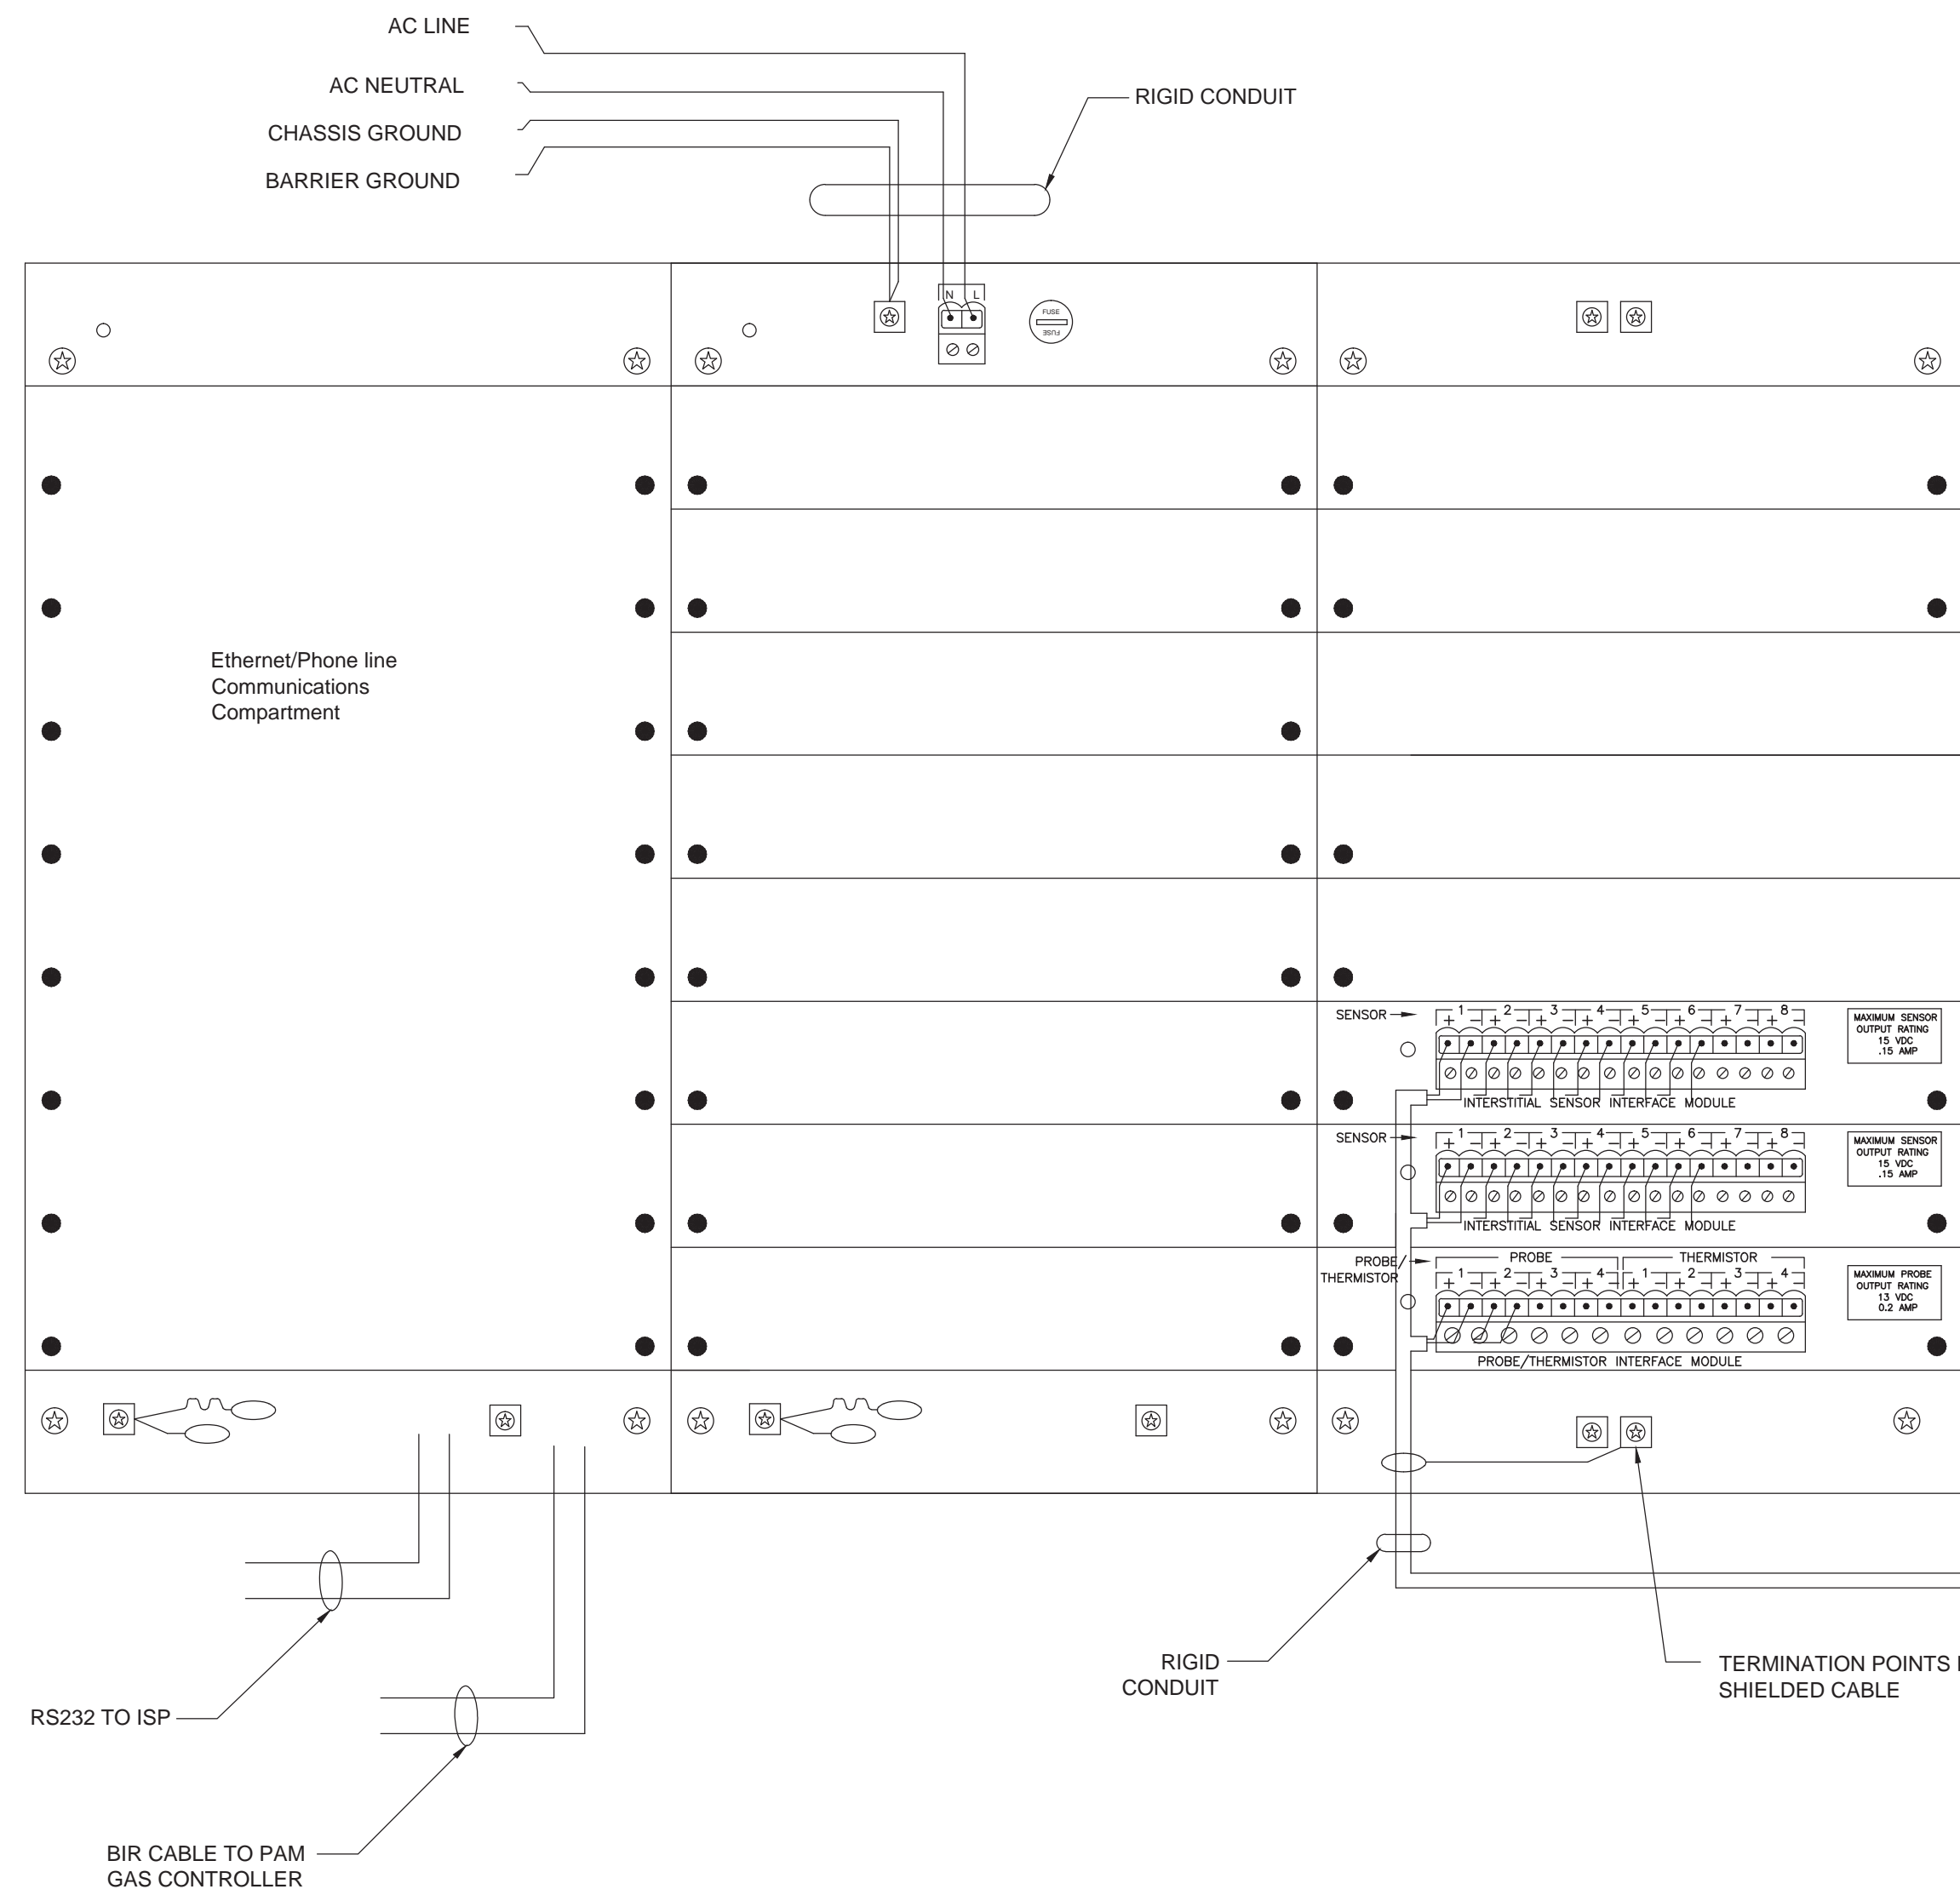 AC LINE
AC NEUTRAL
CHASSIS GROUND
BARRIER GROUND
RIGID CONDUIT
N L
FUSE
FUSE
Ethernet/Phone line
Communications
Compartment
SENSOR
1 2 3 4 5 6 7 8
+ − + − + − + − + − + − + − + −
INTERSTITIAL SENSOR INTERFACE MODULE
MAXIMUM SENSOR
OUTPUT RATING
15 VDC
.15 AMP
SENSOR
1 2 3 4 5 6 7 8
+ − + − + − + − + − + − + − + −
INTERSTITIAL SENSOR INTERFACE MODULE
MAXIMUM SENSOR
OUTPUT RATING
15 VDC
.15 AMP
PROBE/
THERMISTOR
PROBE THERMISTOR
1 2 3 4 1 2 3 4
+ − + − + − + − + − + − + − + −
PROBE/THERMISTOR INTERFACE MODULE
MAXIMUM PROBE
OUTPUT RATING
13 VDC
0.2 AMP
RIGID
CONDUIT
TERMINATION POINTS
SHIELDED CABLE
RS232 TO ISP
BIR CABLE TO PAM
GAS CONTROLLER